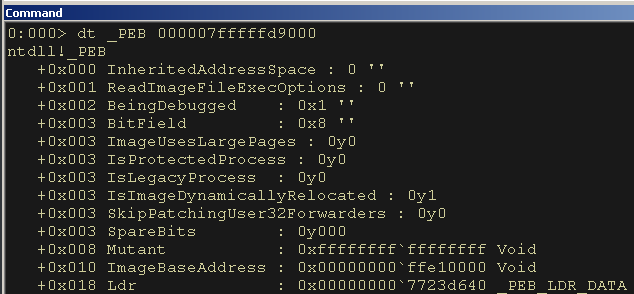 Command
0:000> dt _PEB 000007fffffd9000
ntdll!_PEB
+0x000 InheritedAddressSpace : 0 ''
+0x001 ReadImageFileExecOptions : 0 ''
+0x002 BeingDebugged    : 0x1 ''
+0x003 BitField         : 0x8 ''
+0x003 ImageUsesLargePages : 0y0
+0x003 IsProtectedProcess : 0y0
+0x003 IsLegacyProcess  : 0y0
+0x003 IsImageDynamicallyRelocated : 0y1
+0x003 SkipPatchingUser32Forwarders : 0y0
+0x003 SpareBits        : 0y000
+0x008 Mutant           : 0xffffffff`ffffffff Void
+0x010 ImageBaseAddress : 0x00000000`ffe10000 Void
+0x018 Ldr              : 0x00000000`7723d640 _PEB_LDR_DATA